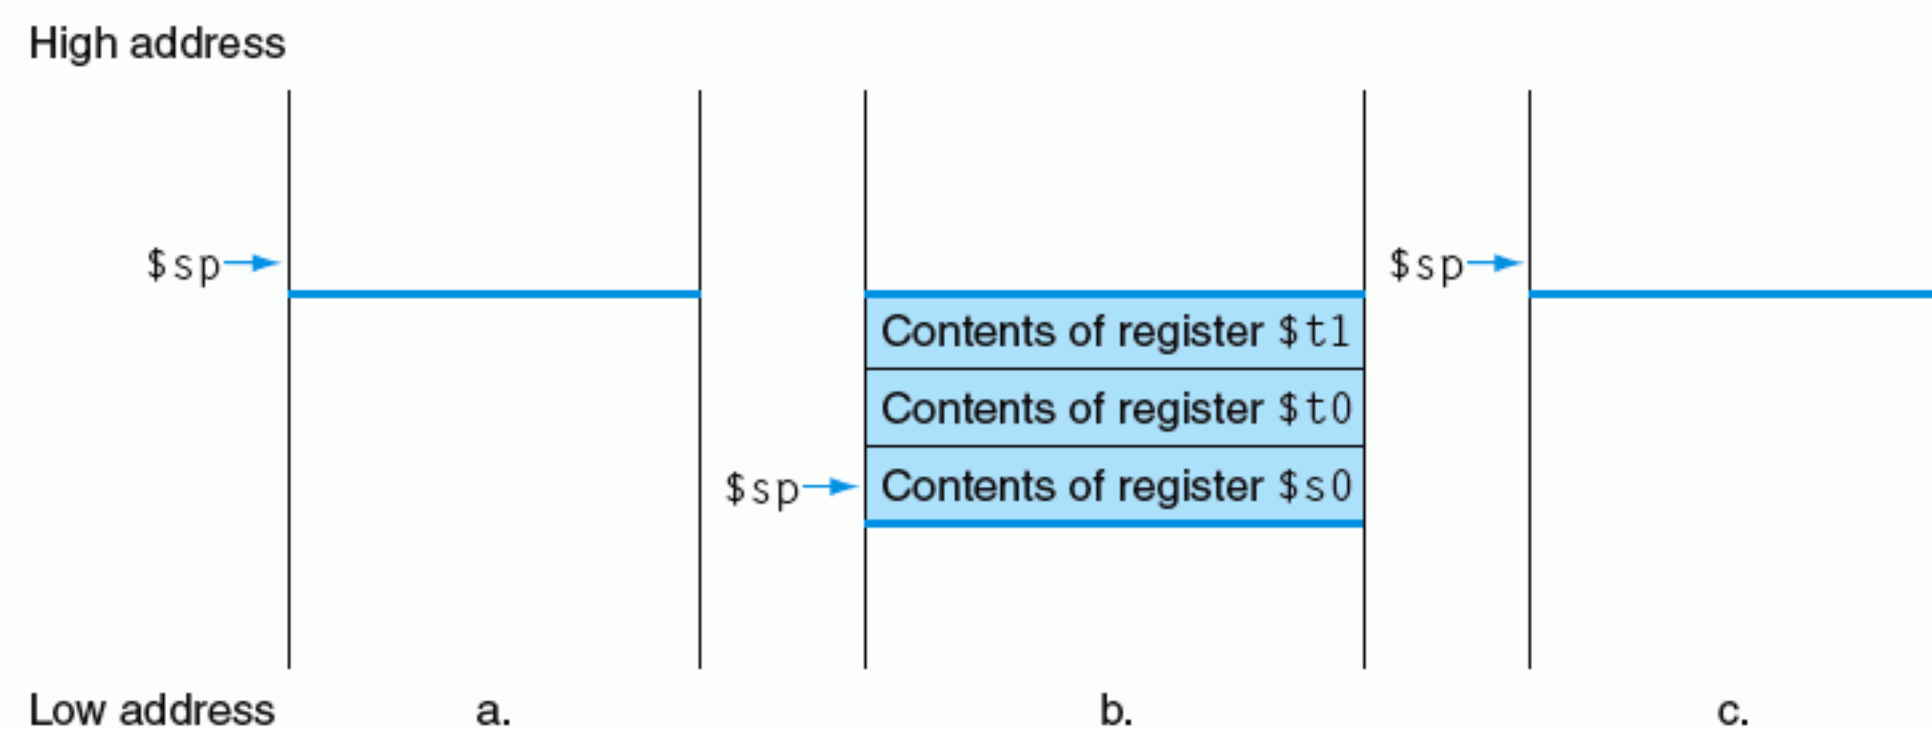 High address
$sp
$sp
Contents of register $t1
Contents of register $t0
$sp
Contents of register $s0
Low address
a.
b.
c.